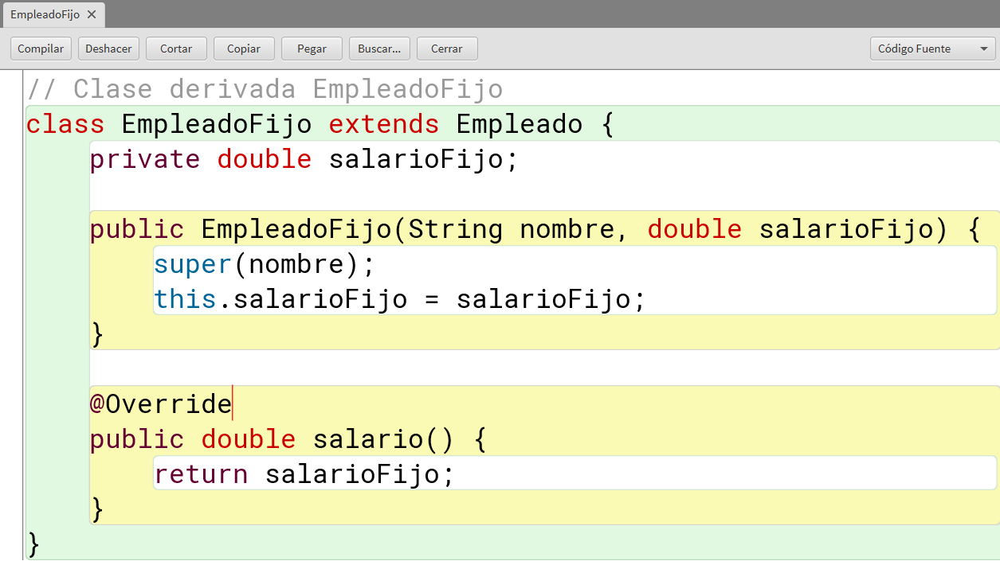 EmpleadoFijo ✕
Compilar Deshacer Cortar Copiar Pegar Buscar... Cerrar Código Fuente
// Clase derivada EmpleadoFijo
class EmpleadoFijo extends Empleado {
    private double salarioFijo;

    public EmpleadoFijo(String nombre, double salarioFijo) {
        super(nombre);
        this.salarioFijo = salarioFijo;
    }

    @Override
    public double salario() {
        return salarioFijo;
    }
}